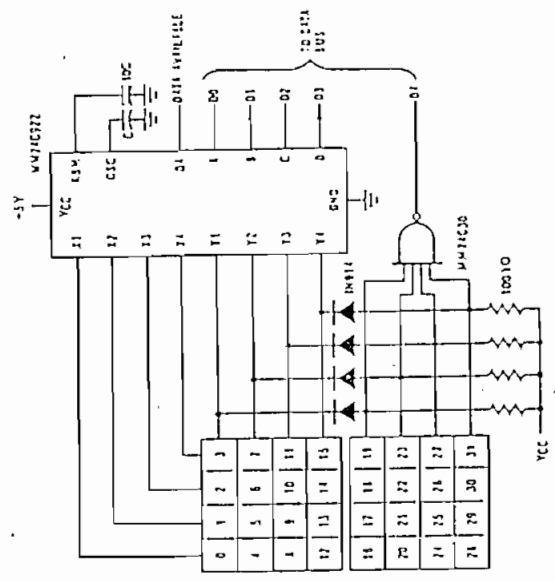 +5V
MM74C922
VCC
X1
X2
X3
X4
Y1
Y2
Y3
Y4
KBM
OSC
DA
A
B
C
D
GND
10C
C
DATA AVAILABLE
D0
D1
D2
D3
D4
TO DATA
BUS
0 1 2 3
4 5 6 7
8 9 10 11
12 13 14 15
16 17 18 19
20 21 22 23
24 25 26 27
28 29 30 31
1N914
MM74C30
VCC